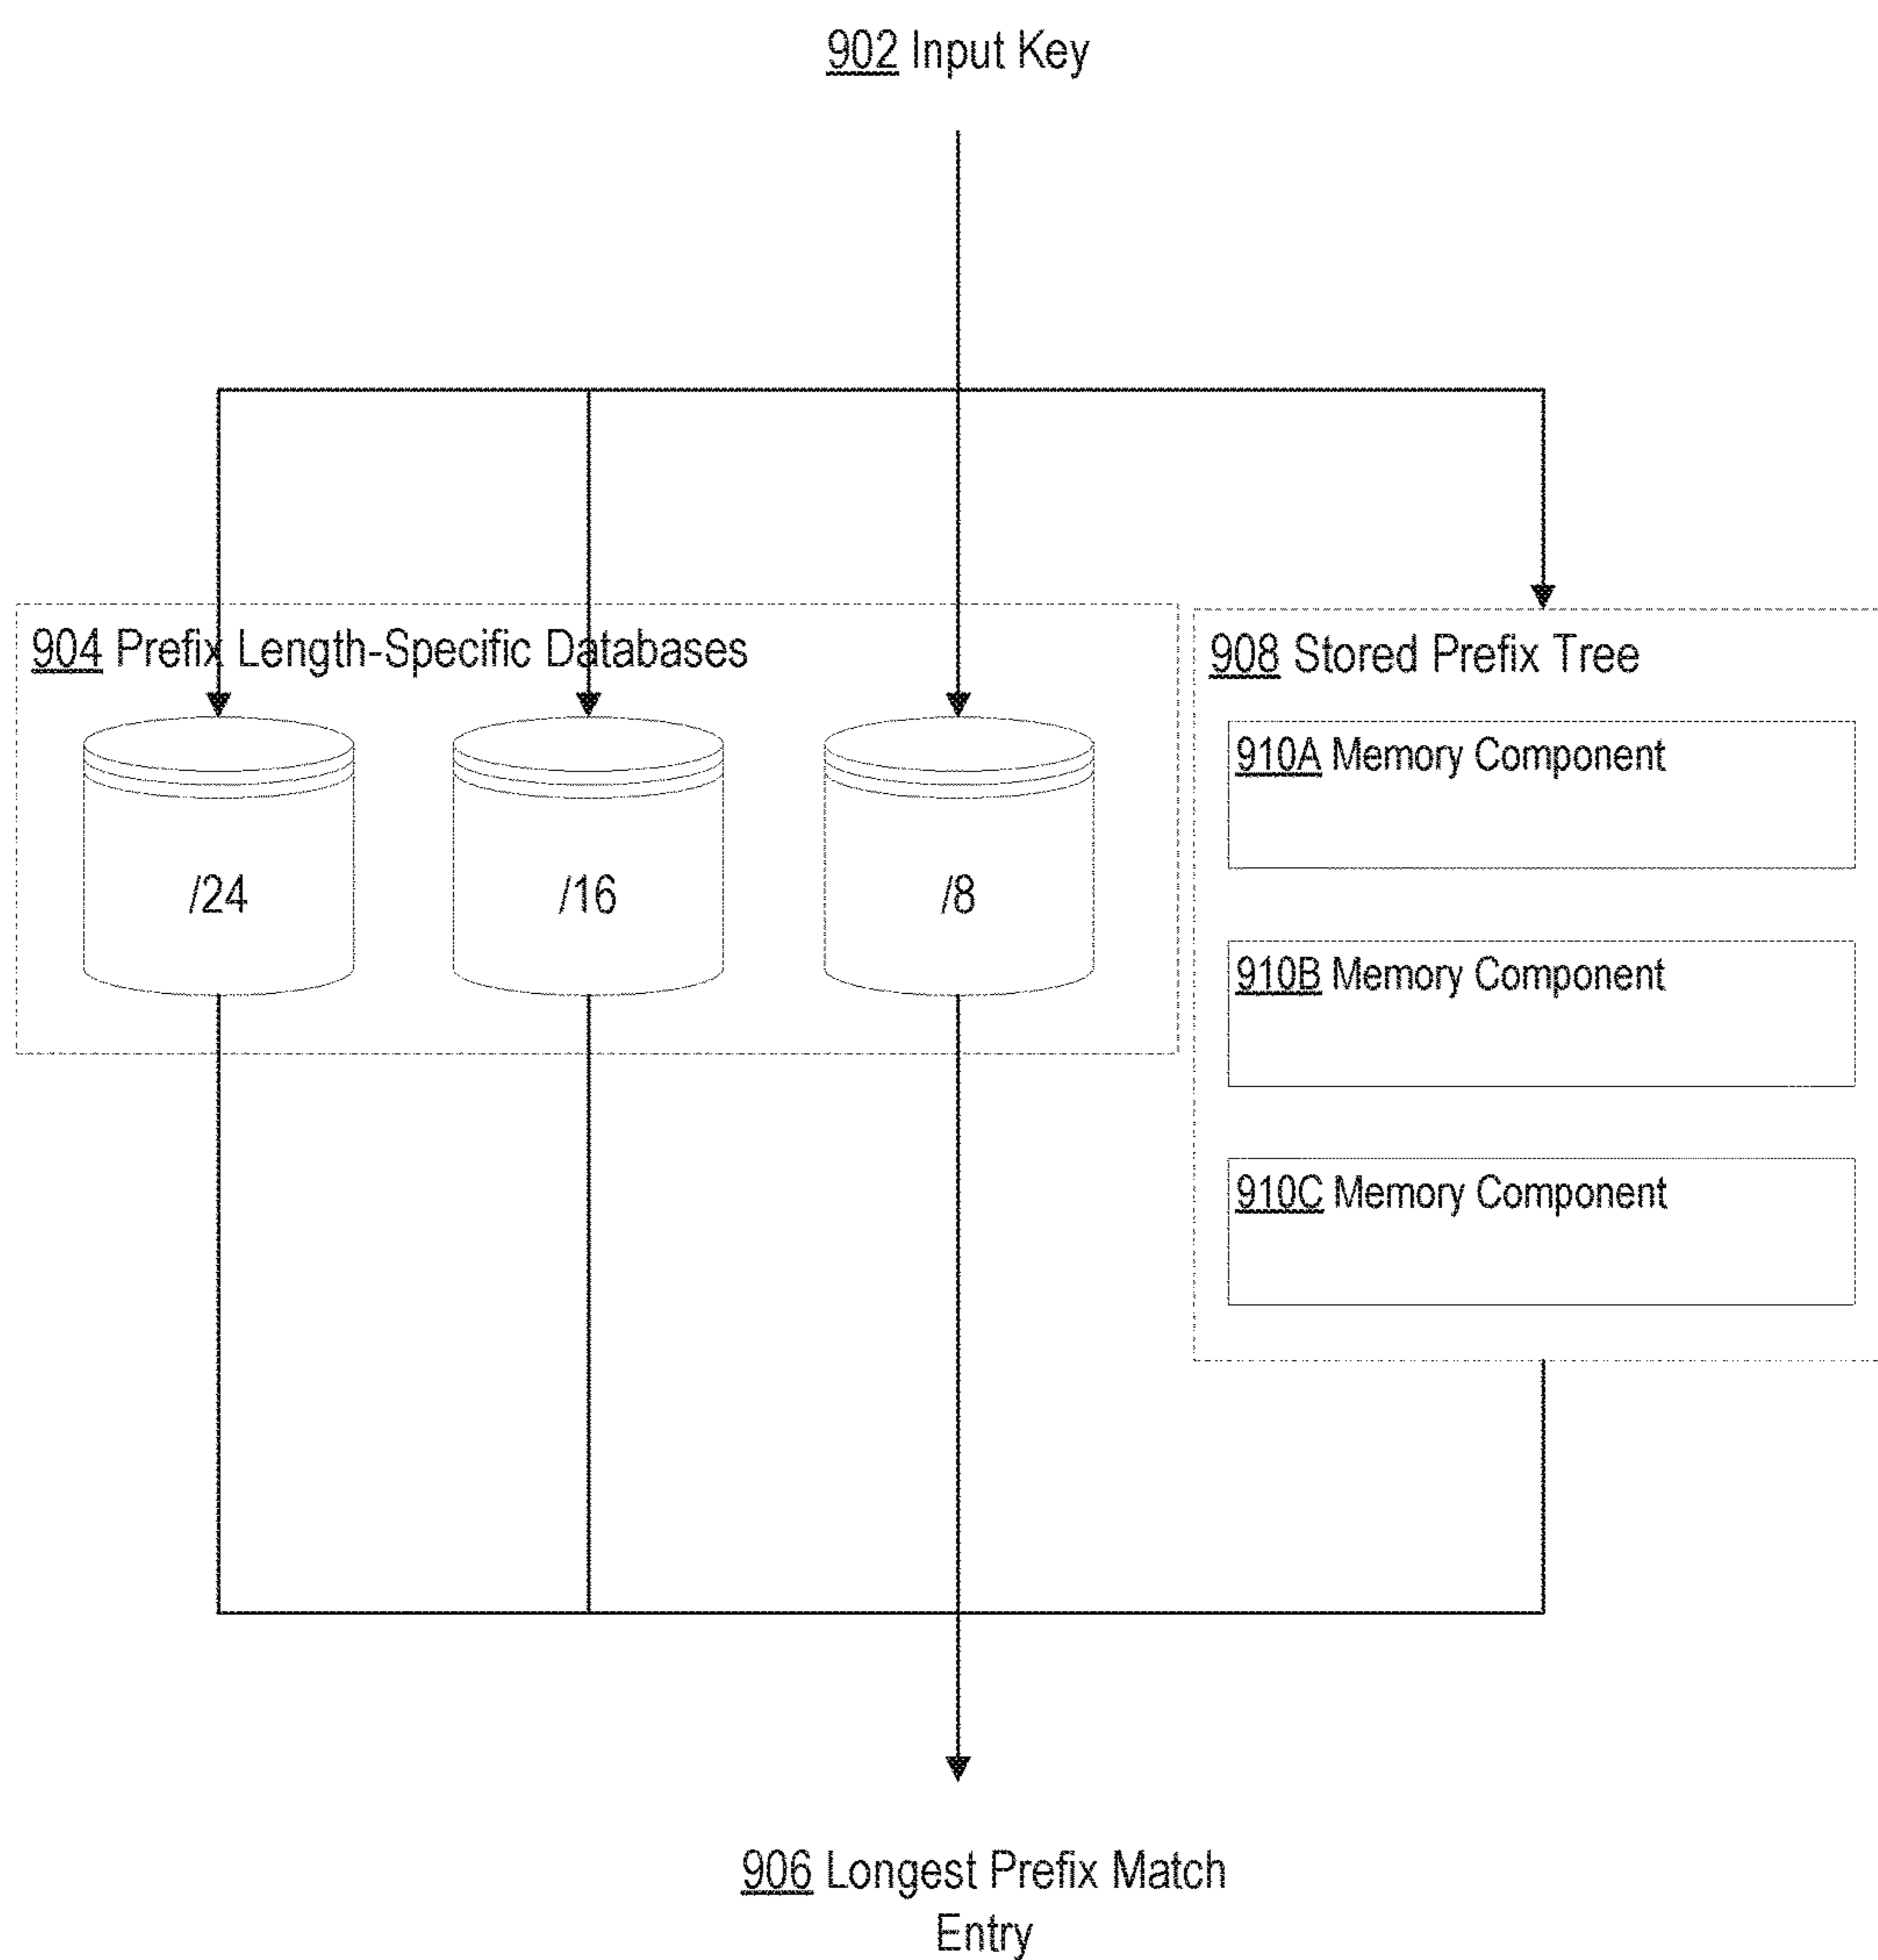 902 Input Key
904 Prefix Length-Specific Databases
908 Stored Prefix Tree
/24
/16
/8
910A Memory Component
910B Memory Component
910C Memory Component
906 Longest Prefix Match
Entry